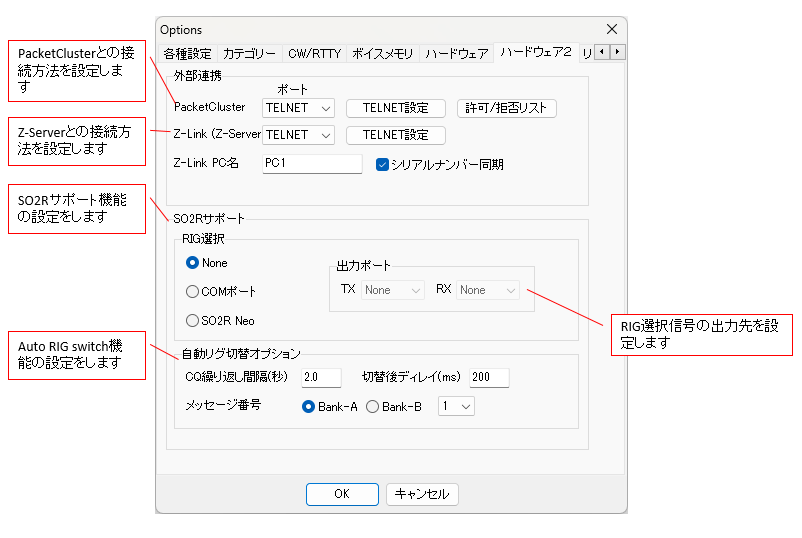 Options
各種設定 カテゴリー CW/RTTY ボイスメモリ ハードウェア ハードウェア2 リ
PacketClusterとの接
続方法を設定しま
す
Z-Serverとの接続方
法を設定します
SO2Rサポート機能
の設定をします
Auto RIG switch機
能の設定をします
外部連携
ポート
PacketCluster TELNET TELNET設定 許可/拒否リスト
Z-Link (Z-Server TELNET TELNET設定
Z-Link PC名 PC1 シリアルナンバー同期
SO2Rサポート
RIG選択
None
COMポート
SO2R Neo
出力ポート
TX None RX None
RIG選択信号の出力先を設
定します
自動リグ切替オプション
CQ繰り返し間隔(秒) 2.0 切替後ディレイ(ms) 200
メッセージ番号 Bank-A Bank-B 1
OK キャンセル